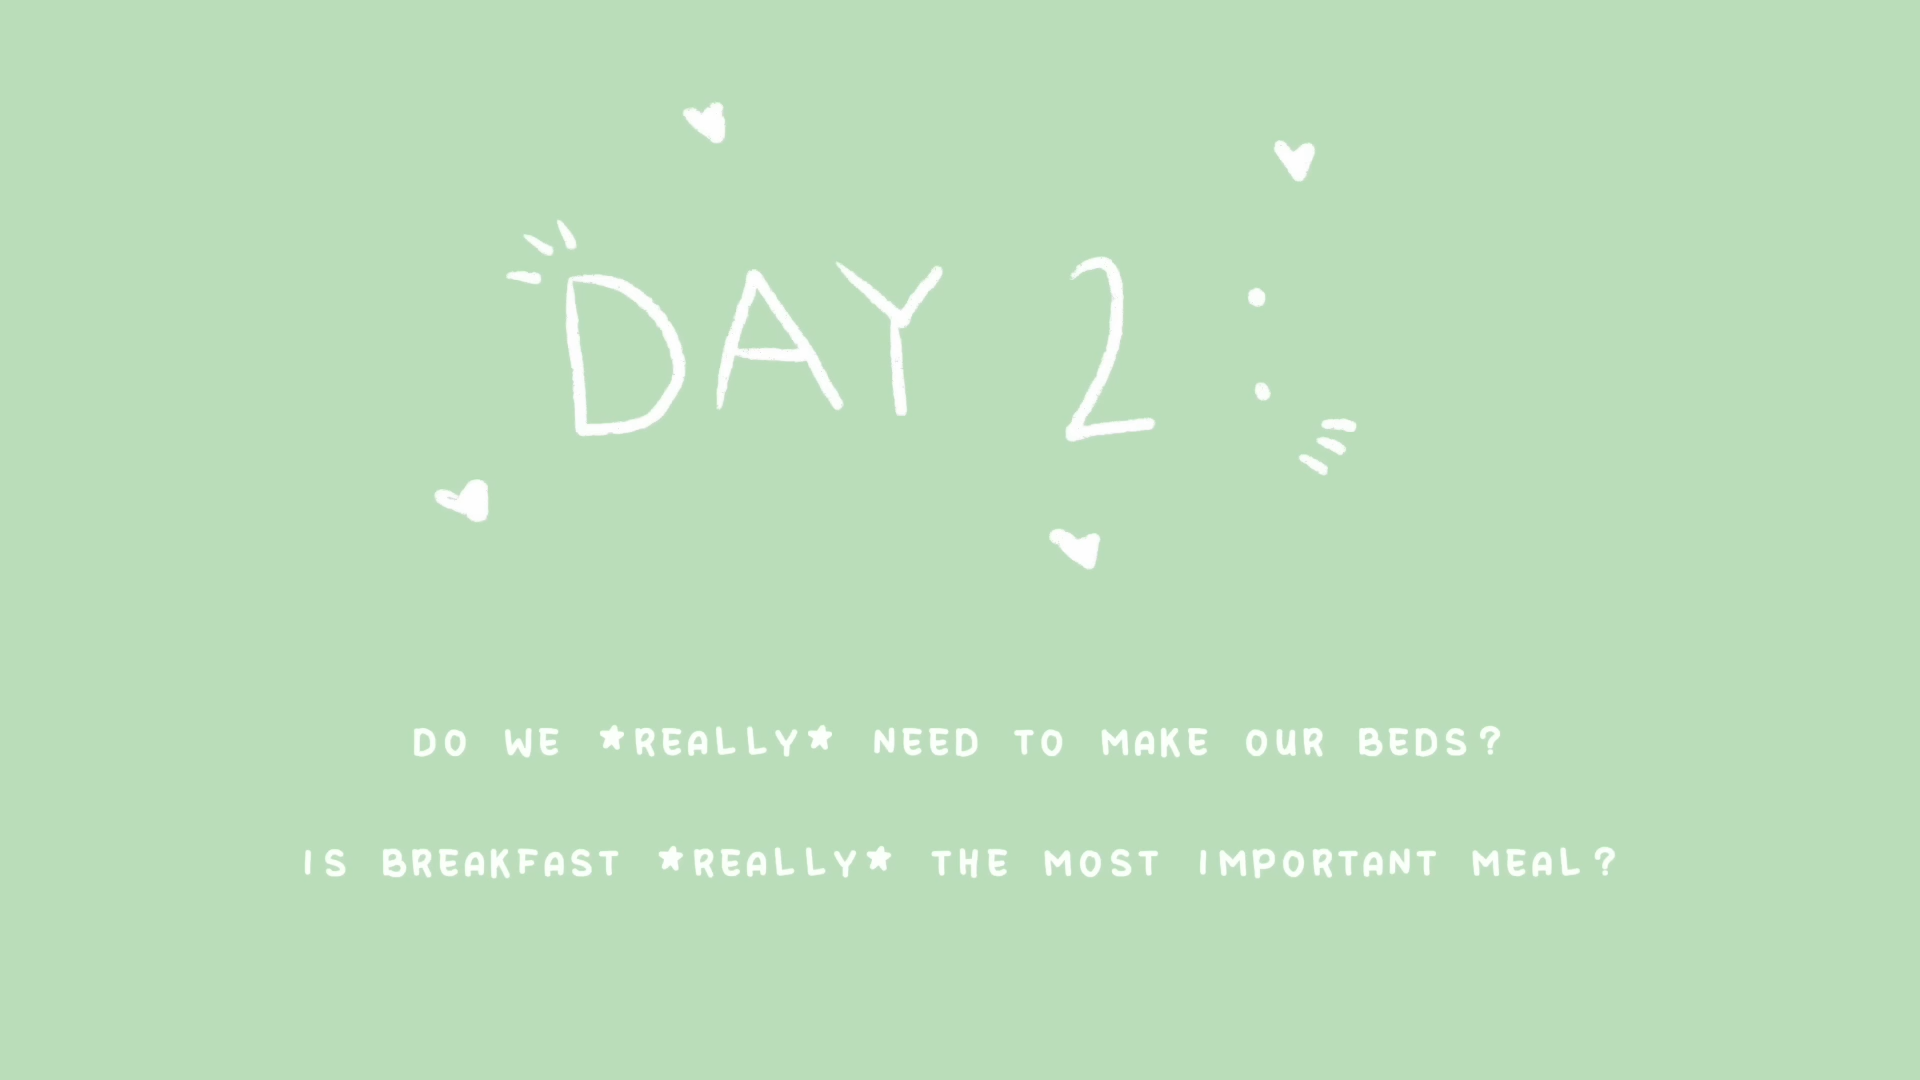 DAY 2:
DO WE *REALLY* NEED TO MAKE OUR BEDS?
IS BREAKFAST *REALLY* THE MOST IMPORTANT MEAL?